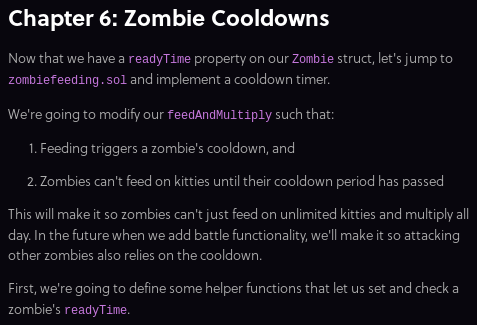 Chapter 6: Zombie Cooldowns
Now that we have a readyTime property on our Zombie struct, let's jump to
zombiefeeding.sol and implement a cooldown timer.
We're going to modify our feedAndMultiply such that:
1. Feeding triggers a zombie's cooldown, and
2. Zombies can't feed on kitties until their cooldown period has passed
This will make it so zombies can't just feed on unlimited kitties and multiply all
day. In the future when we add battle functionality, we'll make it so attacking
other zombies also relies on the cooldown.
First, we're going to define some helper functions that let us set and check a
zombie's readyTime.